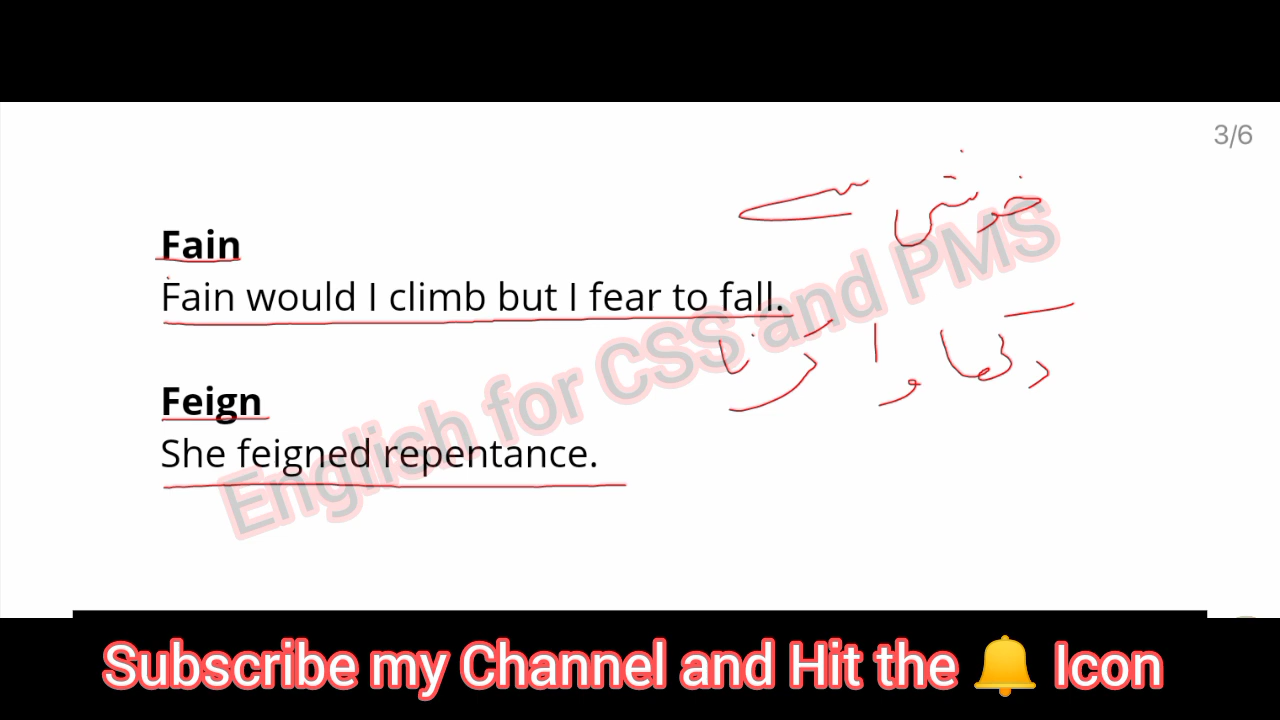 3/6
خوشی سے
Fain
Fain would I climb but I fear to fall.
دکھاوا کرنا
Feign
She feigned repentance.
English for CSS and PMS
Subscribe my Channel and Hit the 🔔 Icon